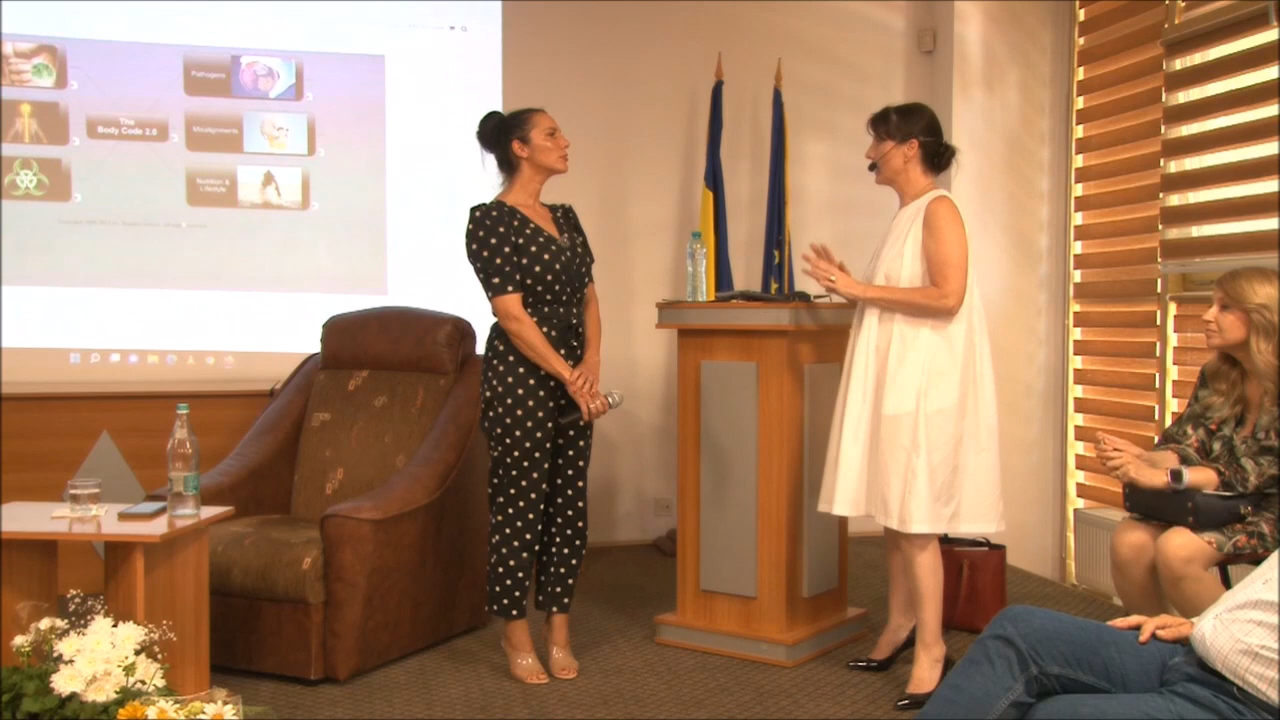 Pathogens
The
Body Code 2.0
Misalignments
Nutrition &
Lifestyle